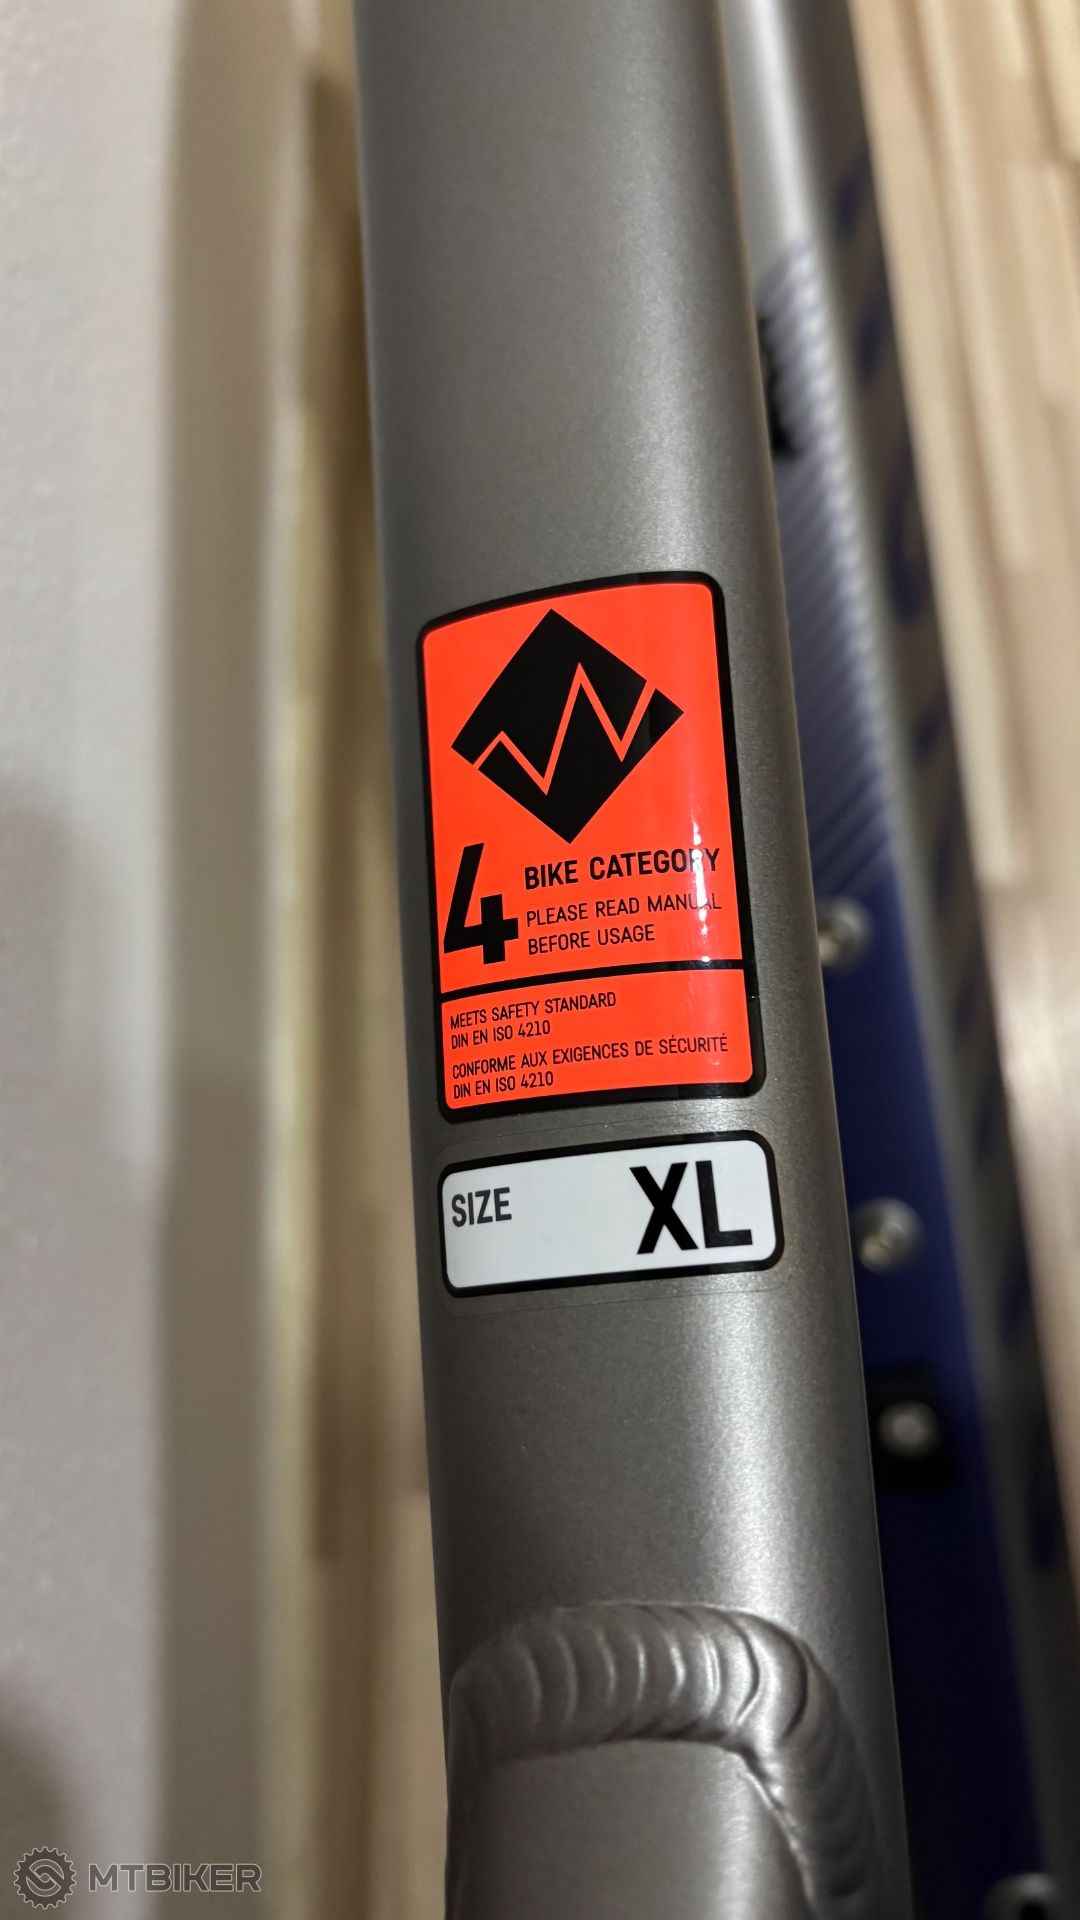 4 BIKE CATEGORY
PLEASE READ MANUAL
BEFORE USAGE
MEETS SAFETY STANDARD
DIN EN ISO 4210
CONFORME AUX EXIGENCES DE SÉCURITÉ
DIN EN ISO 4210
SIZE XL
MTBIKER